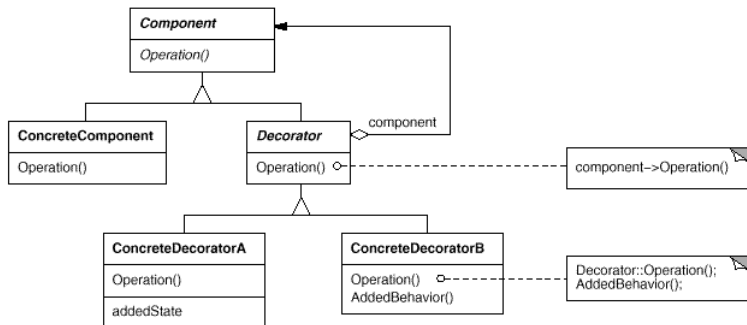 Component
Operation()
component
ConcreteComponent
Operation()
Decorator
Operation()
component->Operation()
ConcreteDecoratorA
Operation()
addedState
ConcreteDecoratorB
Operation()
AddedBehavior()
Decorator::Operation();
AddedBehavior();